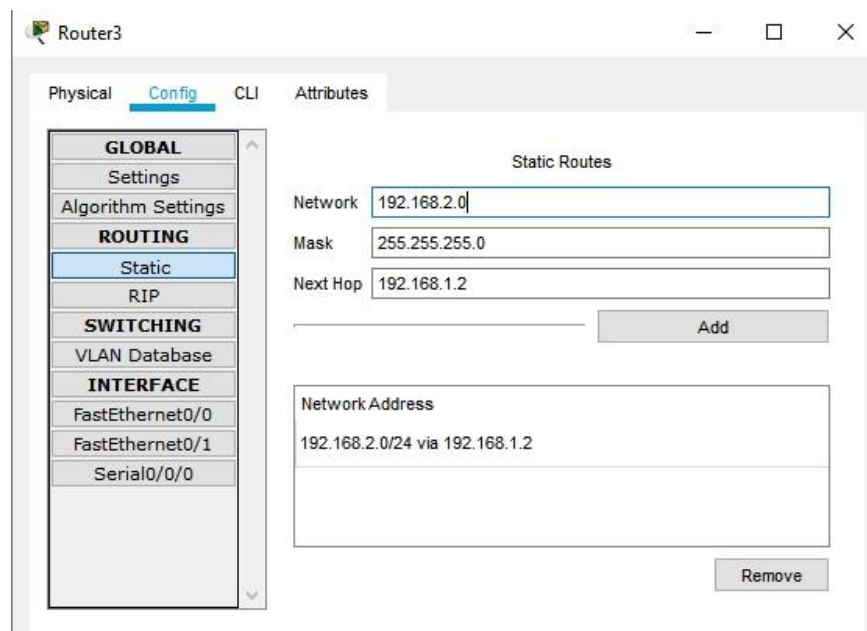 Router3
Physical Config CLI Attributes
GLOBAL
Settings
Algorithm Settings
ROUTING
Static
RIP
SWITCHING
VLAN Database
INTERFACE
FastEthernet0/0
FastEthernet0/1
Serial0/0/0
Static Routes
Network 192.168.2.0
Mask 255.255.255.0
Next Hop 192.168.1.2
Add
Network Address
192.168.2.0/24 via 192.168.1.2
Remove